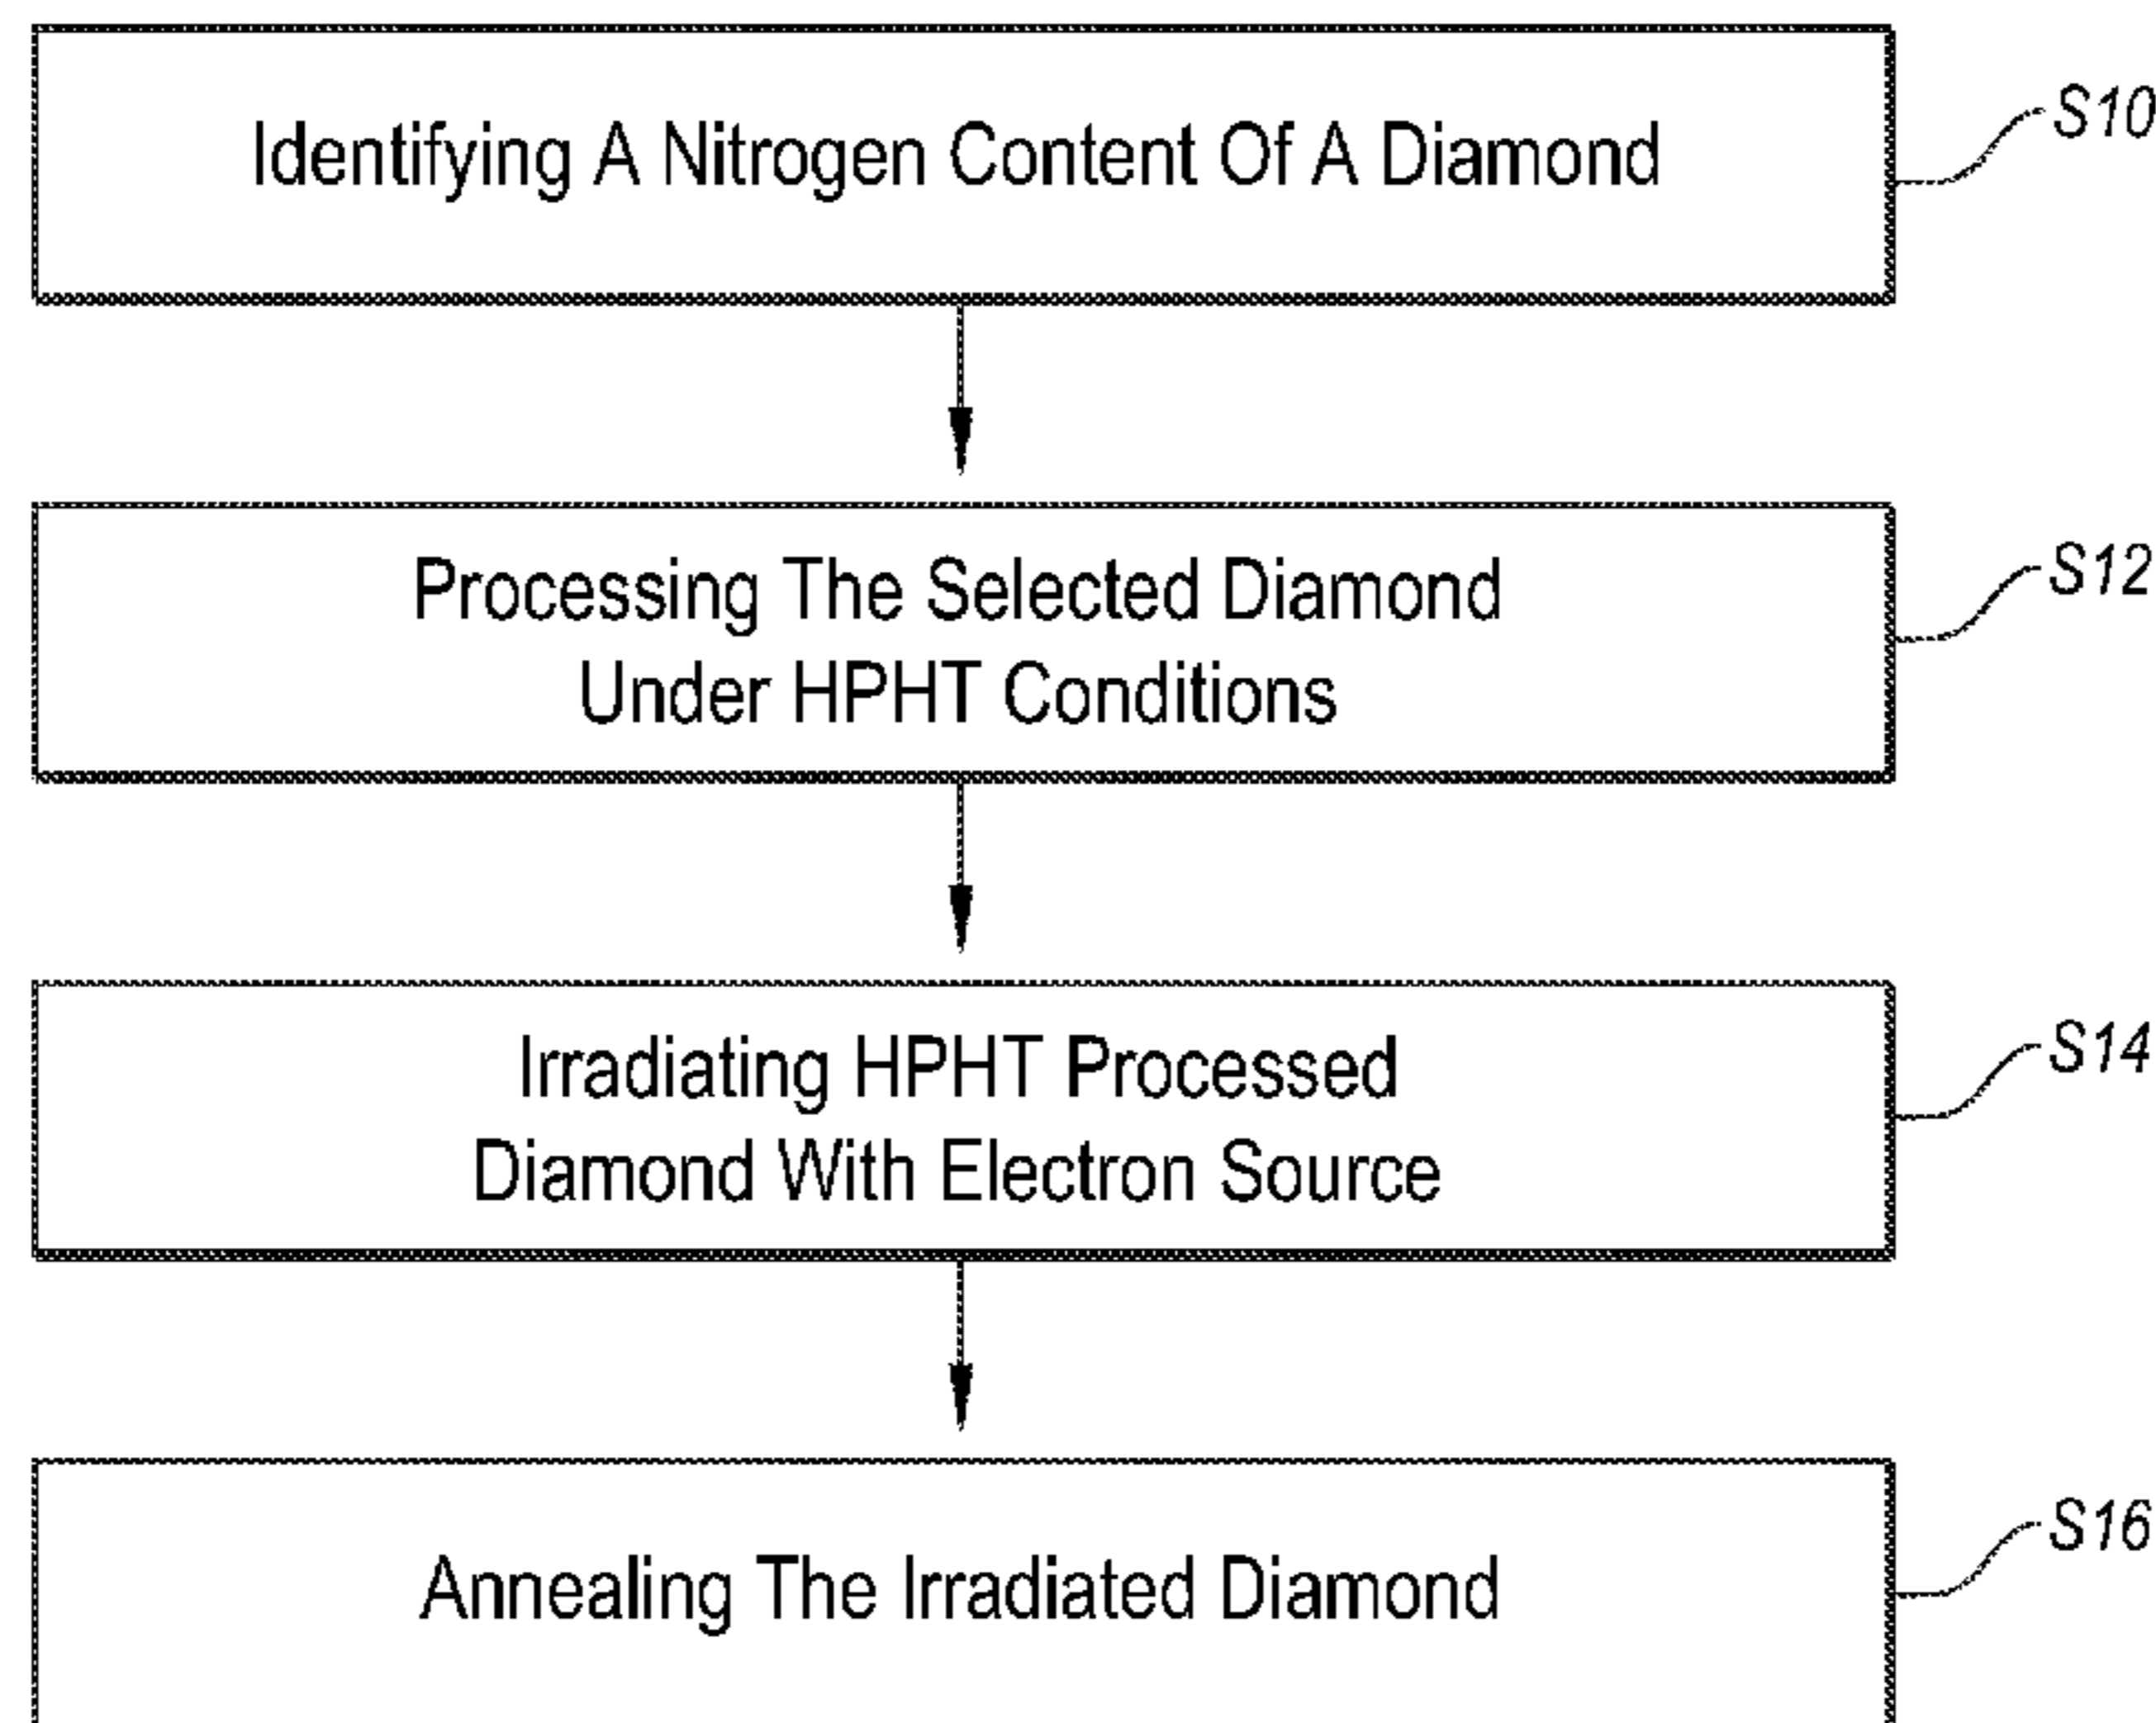 Identifying A Nitrogen Content Of A Diamond
S10
Processing The Selected Diamond
Under HPHT Conditions
S12
Irradiating HPHT Processed
Diamond With Electron Source
S14
Annealing The Irradiated Diamond
S16